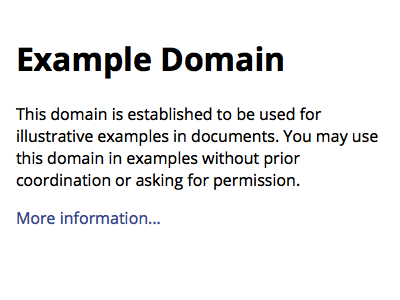 Example Domain
This domain is established to be used for
illustrative examples in documents. You may use
this domain in examples without prior
coordination or asking for permission.
More information...